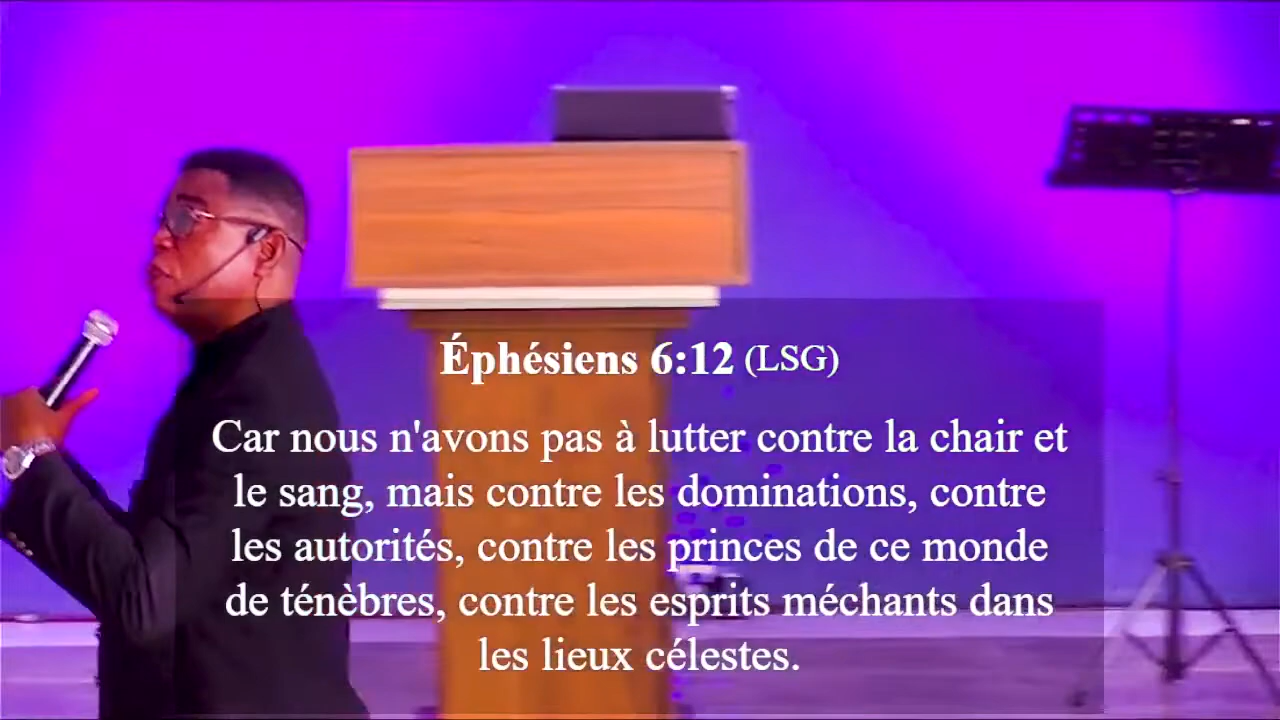 Éphésiens 6:12 (LSG)
Car nous n'avons pas à lutter contre la chair et
le sang, mais contre les dominations, contre
les autorités, contre les princes de ce monde
de ténèbres, contre les esprits méchants dans
les lieux célestes.